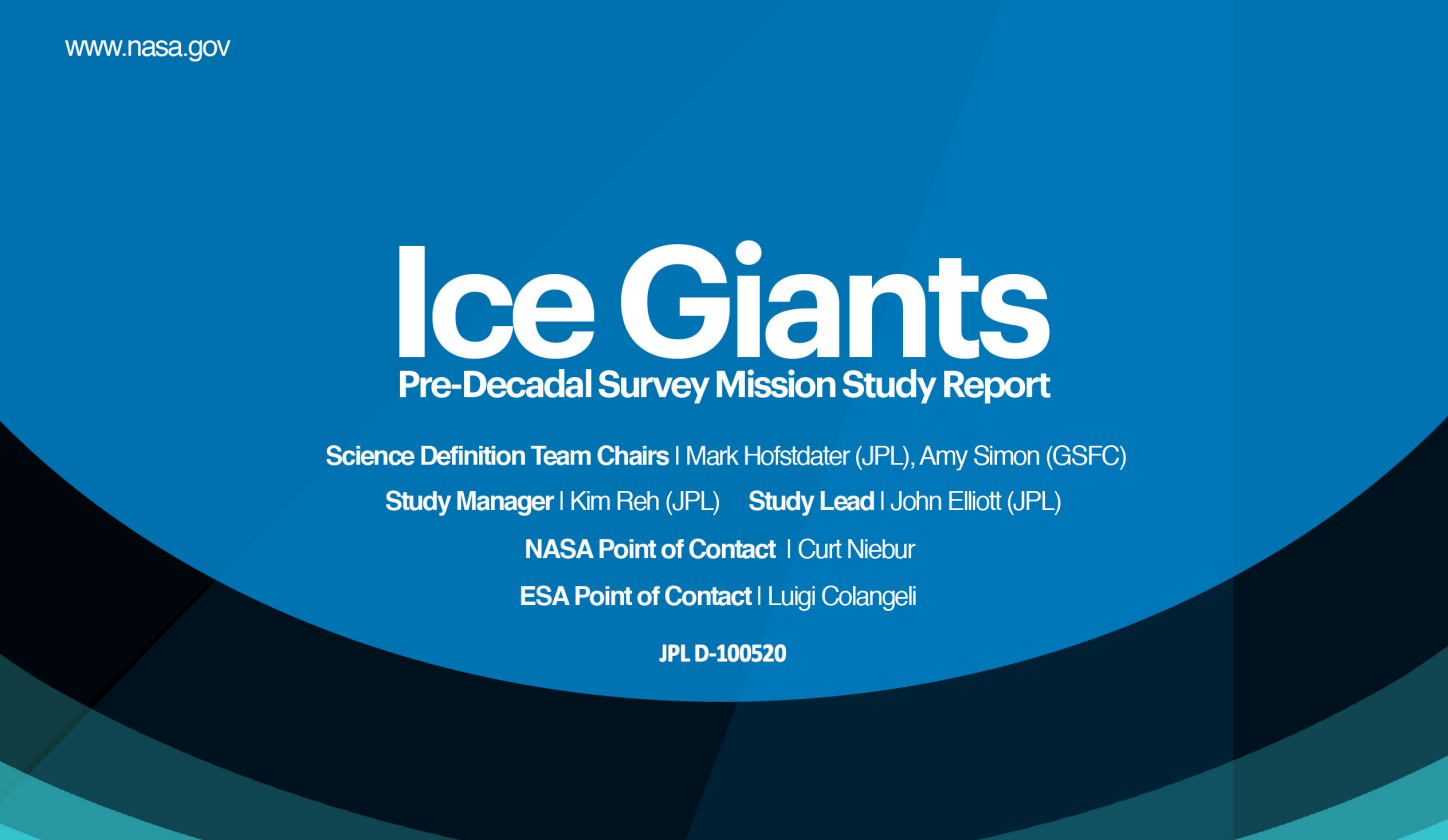 www.nasa.gov
Ice Giants
Pre-Decadal Survey Mission Study Report
Science Definition Team Chairs | Mark Hofstdater (JPL), Amy Simon (GSFC)
Study Manager | Kim Reh (JPL) Study Lead | John Elliott (JPL)
NASA Point of Contact | Curt Niebur
ESA Point of Contact | Luigi Colangeli
JPL D-100520